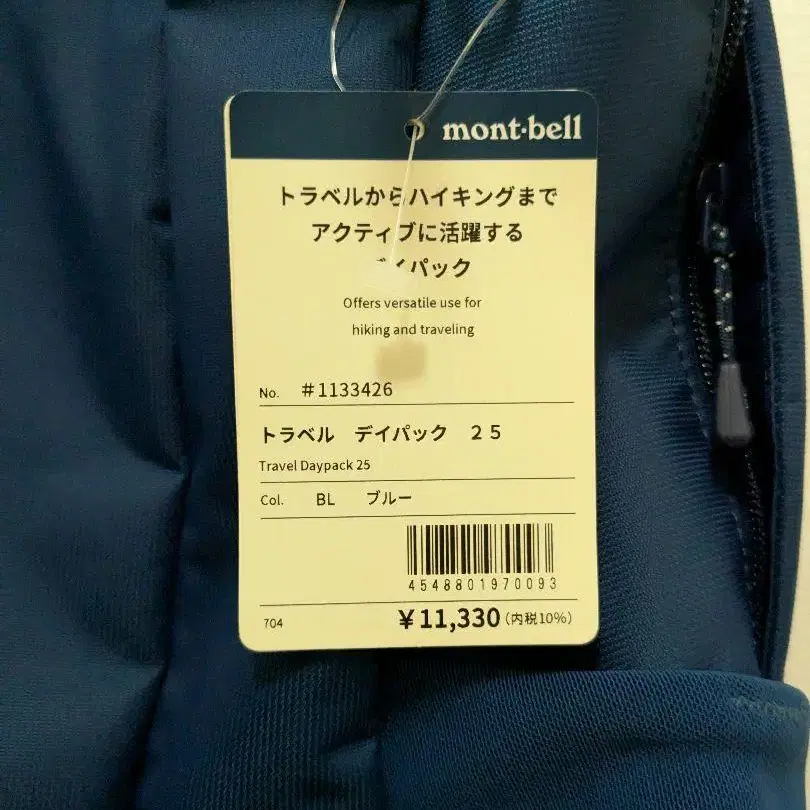 mont·bell
トラベルからハイキングまで
アクティブに活躍する
デイパック
Offers versatile use for
hiking and traveling
No. #1133426
トラベル デイパック 25
Travel Daypack 25
Col. BL ブルー
4548801970093
704 ¥11,330(内税10%)